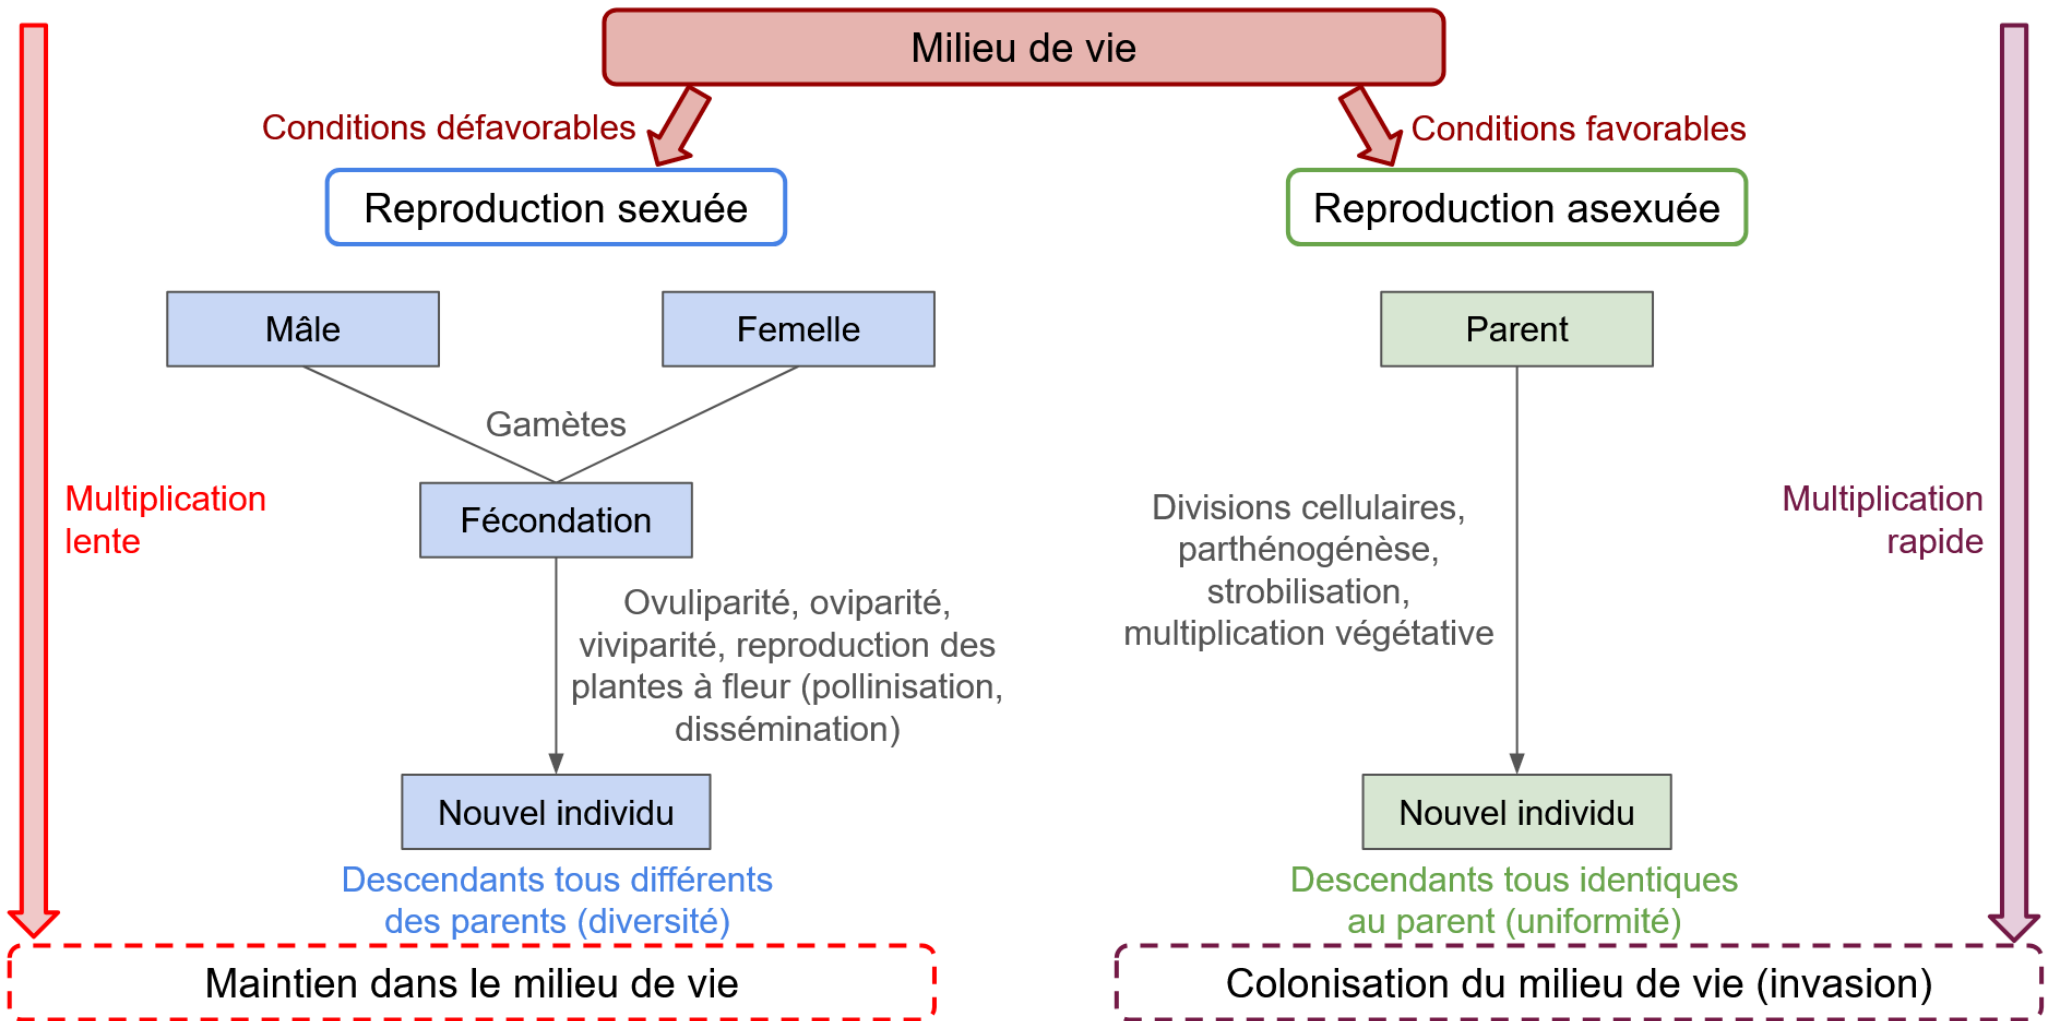 Milieu de vie
Conditions défavorables
Conditions favorables
Reproduction sexuée
Reproduction asexuée
Mâle
Femelle
Parent
Gamètes
Multiplication
lente
Fécondation
Divisions cellulaires,
parthénogénèse,
strobilisation,
multiplication végétative
Multiplication
rapide
Ovuliparité, oviparité,
viviparité, reproduction des
plantes à fleur (pollinisation,
dissémination)
Nouvel individu
Nouvel individu
Descendants tous différents
des parents (diversité)
Descendants tous identiques
au parent (uniformité)
Maintien dans le milieu de vie
Colonisation du milieu de vie (invasion)